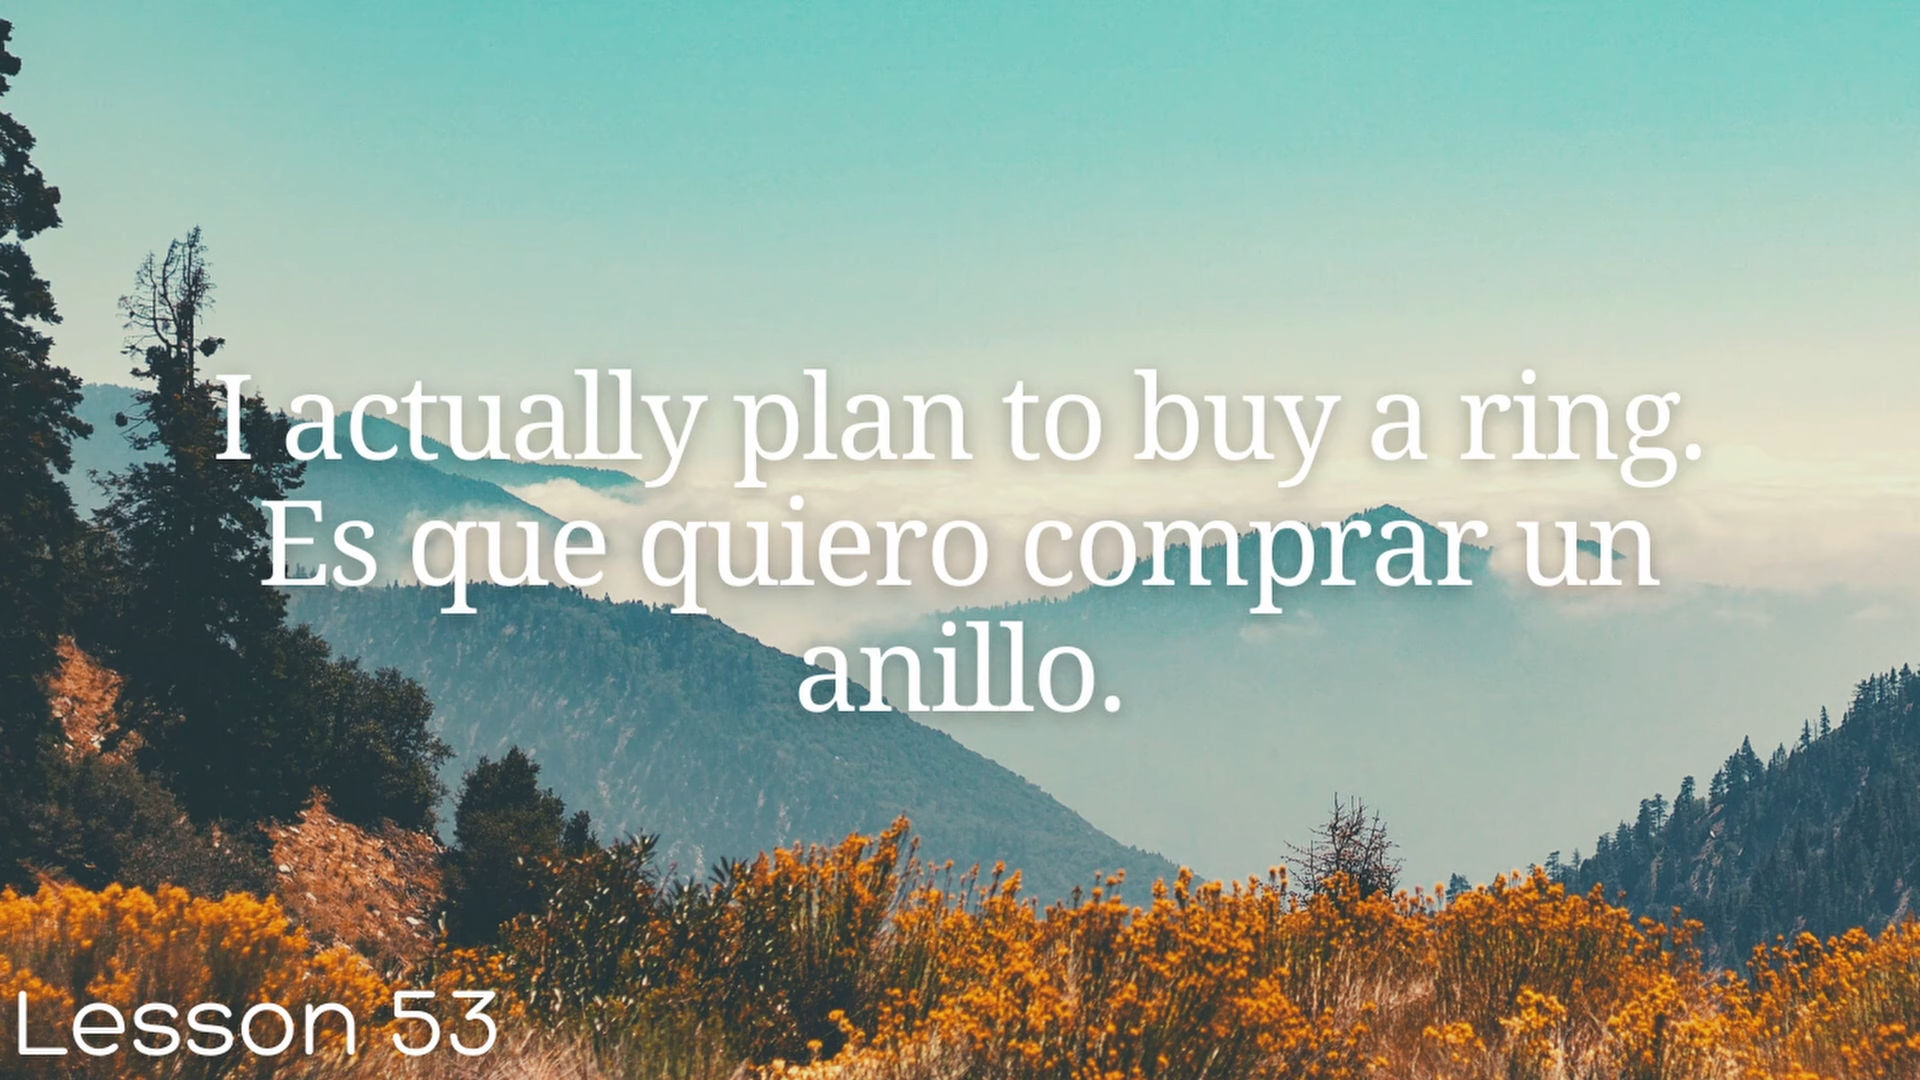 I actually plan to buy a ring.
Es que quiero comprar un
anillo.
Lesson 53